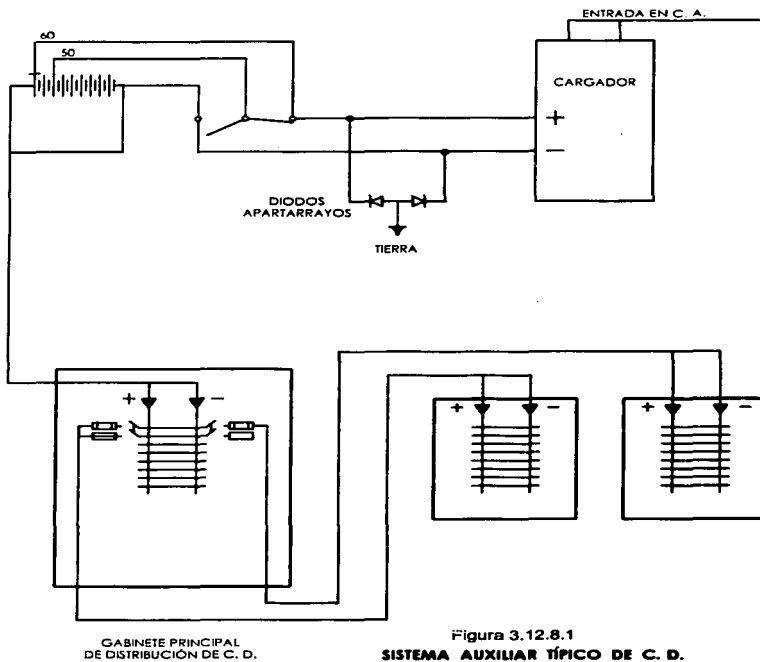 ENTRADA EN C. A.
60
50
CARGADOR
+
−
DIODOS
APARTARRAYOS
TIERRA
+ −
+ −
+ −
GABINETE PRINCIPAL
DE DISTRIBUCIÓN DE C. D.
Figura 3.12.8.1
SISTEMA AUXILIAR TÍPICO DE C. D.